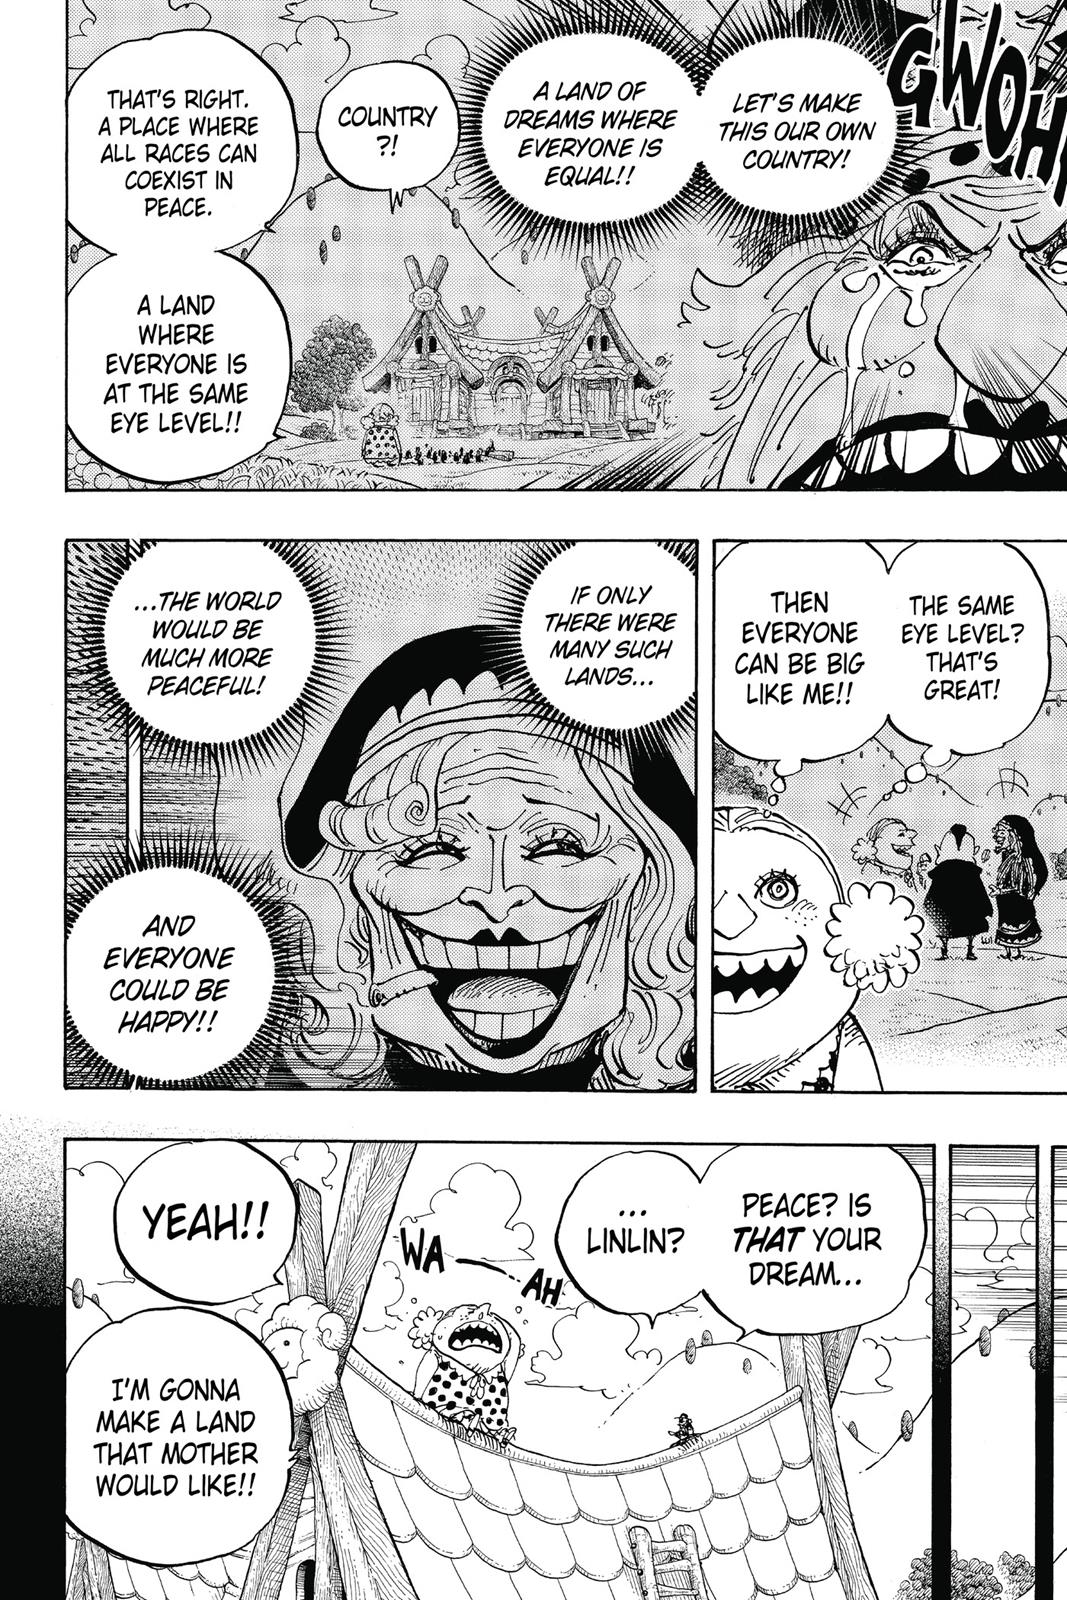 GWOH
LET'S MAKE
THIS OUR OWN
COUNTRY!
A LAND OF
DREAMS WHERE
EVERYONE IS
EQUAL!!
COUNTRY
?!
THAT'S RIGHT.
A PLACE WHERE
ALL RACES CAN
COEXIST IN
PEACE.
A LAND
WHERE
EVERYONE IS
AT THE SAME
EYE LEVEL!!
THE SAME
EYE LEVEL?
THAT'S
GREAT!
THEN
EVERYONE
CAN BE BIG
LIKE ME!!
IF ONLY
THERE WERE
MANY SUCH
LANDS...
...THE WORLD
WOULD BE
MUCH MORE
PEACEFUL!
AND
EVERYONE
COULD BE
HAPPY!!
PEACE? IS
THAT YOUR
DREAM...
...
LINLIN?
WA
AH
YEAH!!
I'M GONNA
MAKE A LAND
THAT MOTHER
WOULD LIKE!!